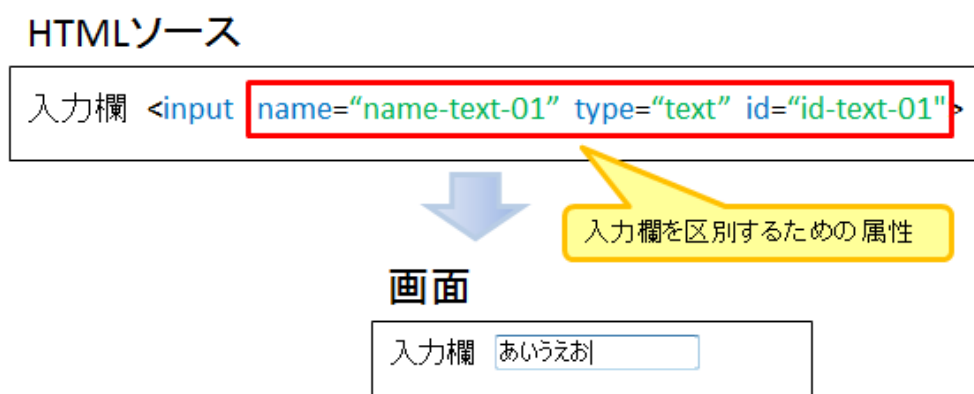 HTMLソース
入力欄 <input name=“name-text-01” type=“text” id=“id-text-01">
入力欄を区別するための属性
画面
入力欄 あいうえお